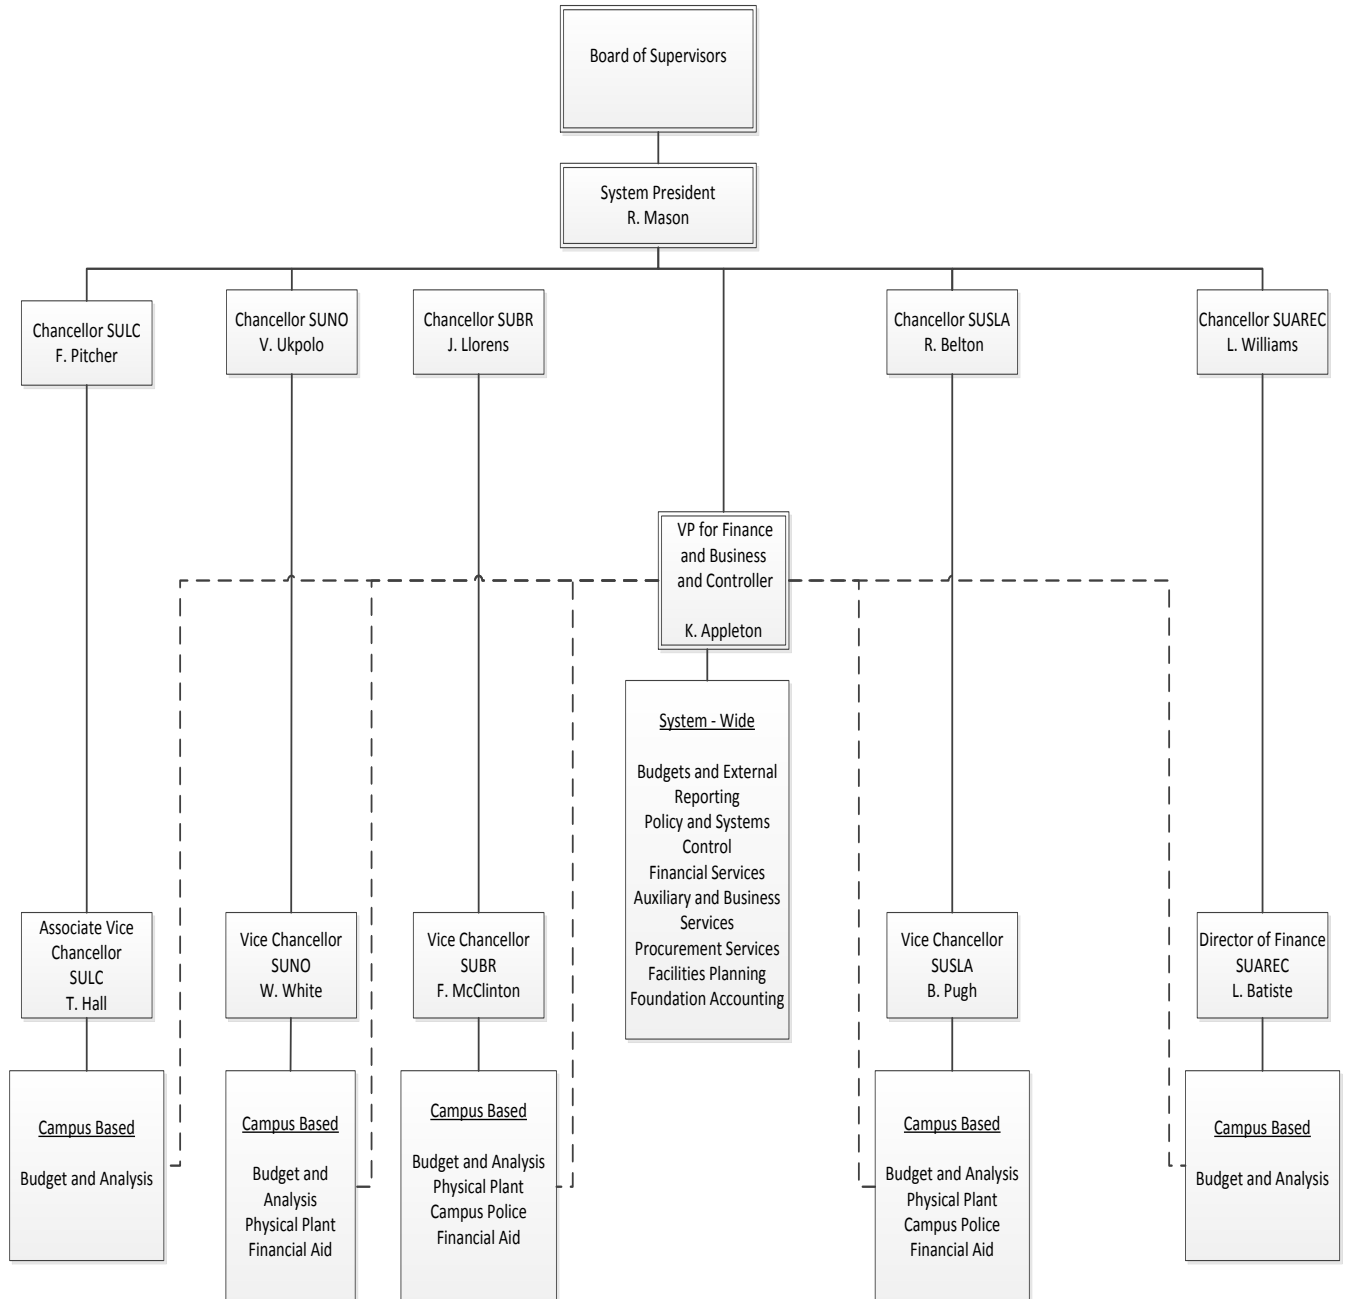 Board of Supervisors
System President
R. Mason
Chancellor SULC
F. Pitcher
Chancellor SUNO
V. Ukpolo
Chancellor SUBR
J. Llorens
Chancellor SUSLA
R. Belton
Chancellor SUAREC
L. Williams
VP for Finance
and Business
and Controller
K. Appleton
System - Wide
Budgets and External
Reporting
Policy and Systems
Control
Financial Services
Auxiliary and Business
Services
Procurement Services
Facilities Planning
Foundation Accounting
Associate Vice
Chancellor
SULC
T. Hall
Vice Chancellor
SUNO
W. White
Vice Chancellor
SUBR
F. McClinton
Vice Chancellor
SUSLA
B. Pugh
Director of Finance
SUAREC
L. Batiste
Campus Based
Budget and Analysis
Campus Based
Budget and
Analysis
Physical Plant
Financial Aid
Campus Based
Budget and Analysis
Physical Plant
Campus Police
Financial Aid
Campus Based
Budget and Analysis
Physical Plant
Campus Police
Financial Aid
Campus Based
Budget and Analysis